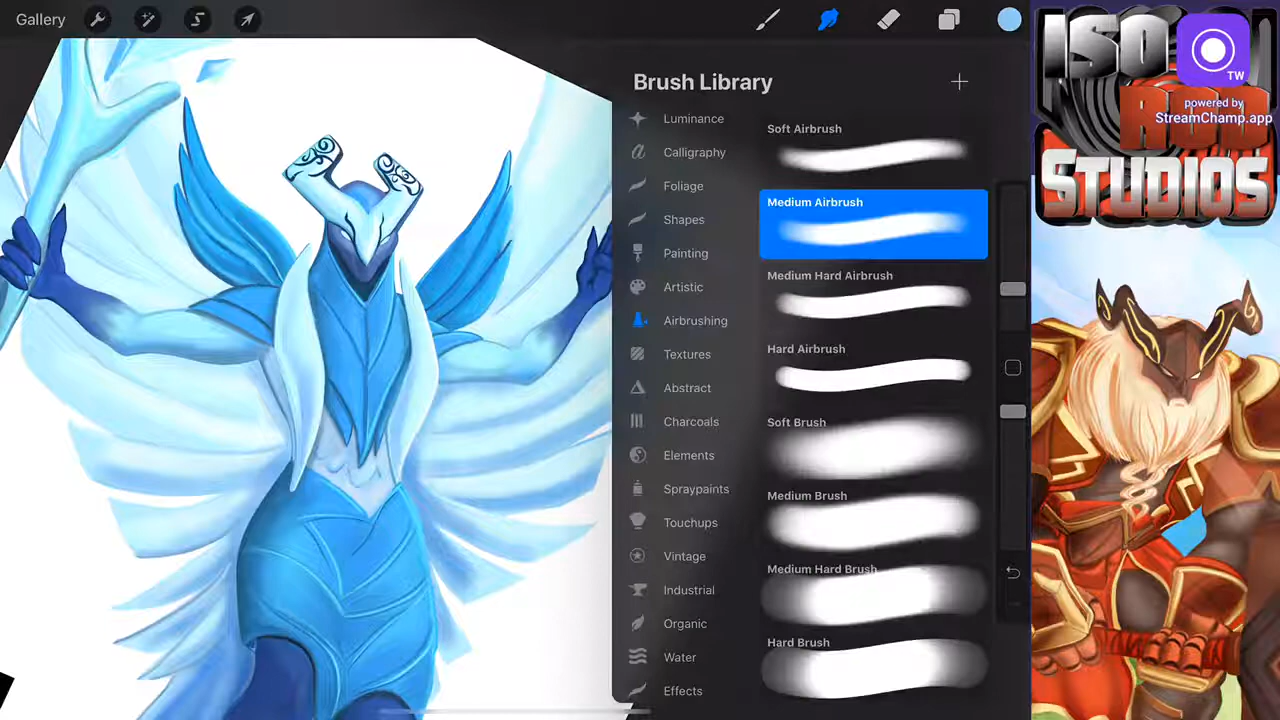 Gallery
Brush Library
Luminance
Calligraphy
Foliage
Shapes
Painting
Artistic
Airbrushing
Textures
Abstract
Charcoals
Elements
Spraypaints
Touchups
Vintage
Industrial
Organic
Water
Effects
Soft Airbrush
Medium Airbrush
Medium Hard Airbrush
Hard Airbrush
Soft Brush
Medium Brush
Medium Hard Brush
Hard Brush
ISO
ROD
STUDIOS
TW
powered by
StreamChamp.app